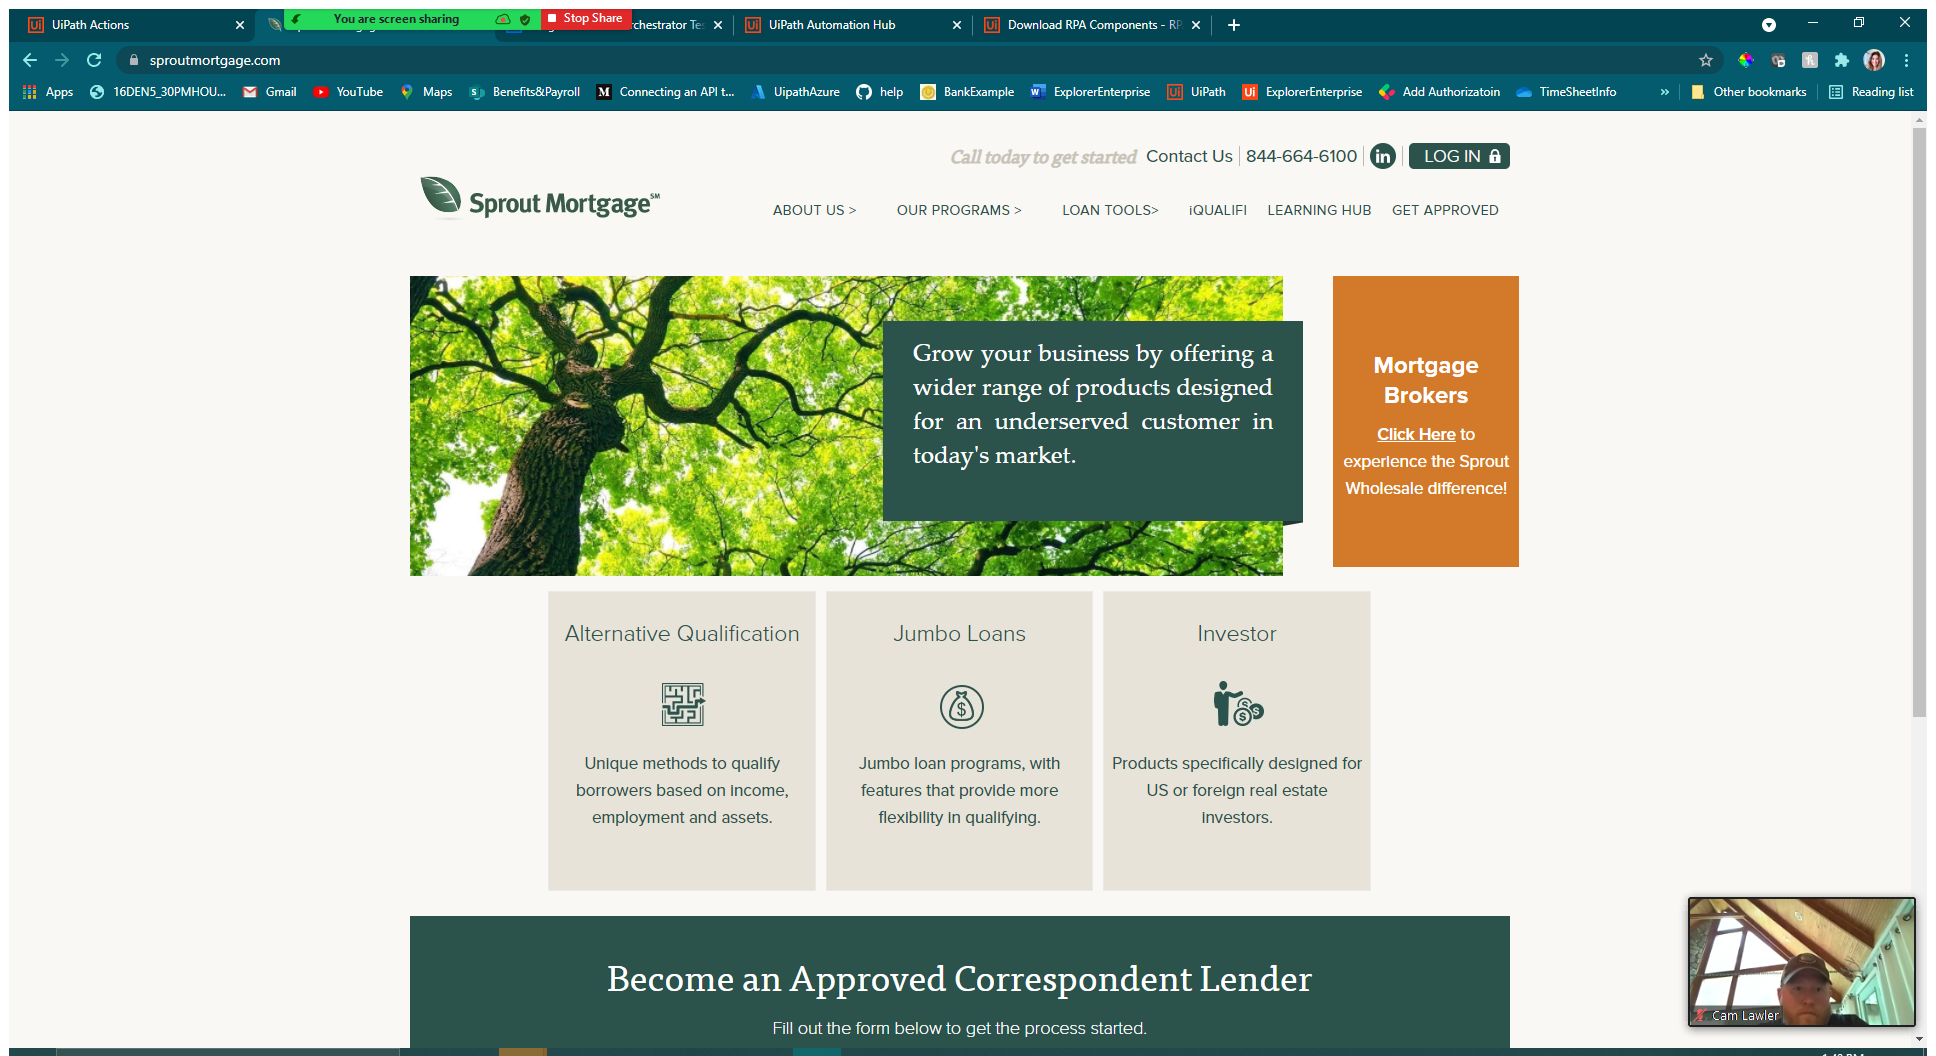 UiPath Actions
You are screen sharing
Stop Share
rchestrator Te
UiPath Automation Hub
Download RPA Components - RP
sproutmortgage.com
Apps
16DEN5_30PMHOU...
Gmail
YouTube
Maps
Benefits&Payroll
Connecting an API t...
UipathAzure
help
BankExample
ExplorerEnterprise
UiPath
ExplorerEnterprise
Add Authorizatoin
TimeSheetInfo
»
Other bookmarks
Reading list
Call today to get started
Contact Us
844-664-6100
in
LOG IN
Sprout Mortgage℠
ABOUT US >
OUR PROGRAMS >
LOAN TOOLS>
iQUALIFI
LEARNING HUB
GET APPROVED
Grow your business by offering a
wider range of products designed
for an underserved customer in
today's market.
Mortgage
Brokers
Click Here to
experience the Sprout
Wholesale difference!
Alternative Qualification
Unique methods to qualify
borrowers based on income,
employment and assets.
Jumbo Loans
Jumbo loan programs, with
features that provide more
flexibility in qualifying.
Investor
Products specifically designed for
US or foreign real estate
investors.
Become an Approved Correspondent Lender
Fill out the form below to get the process started.
Cam Lawler